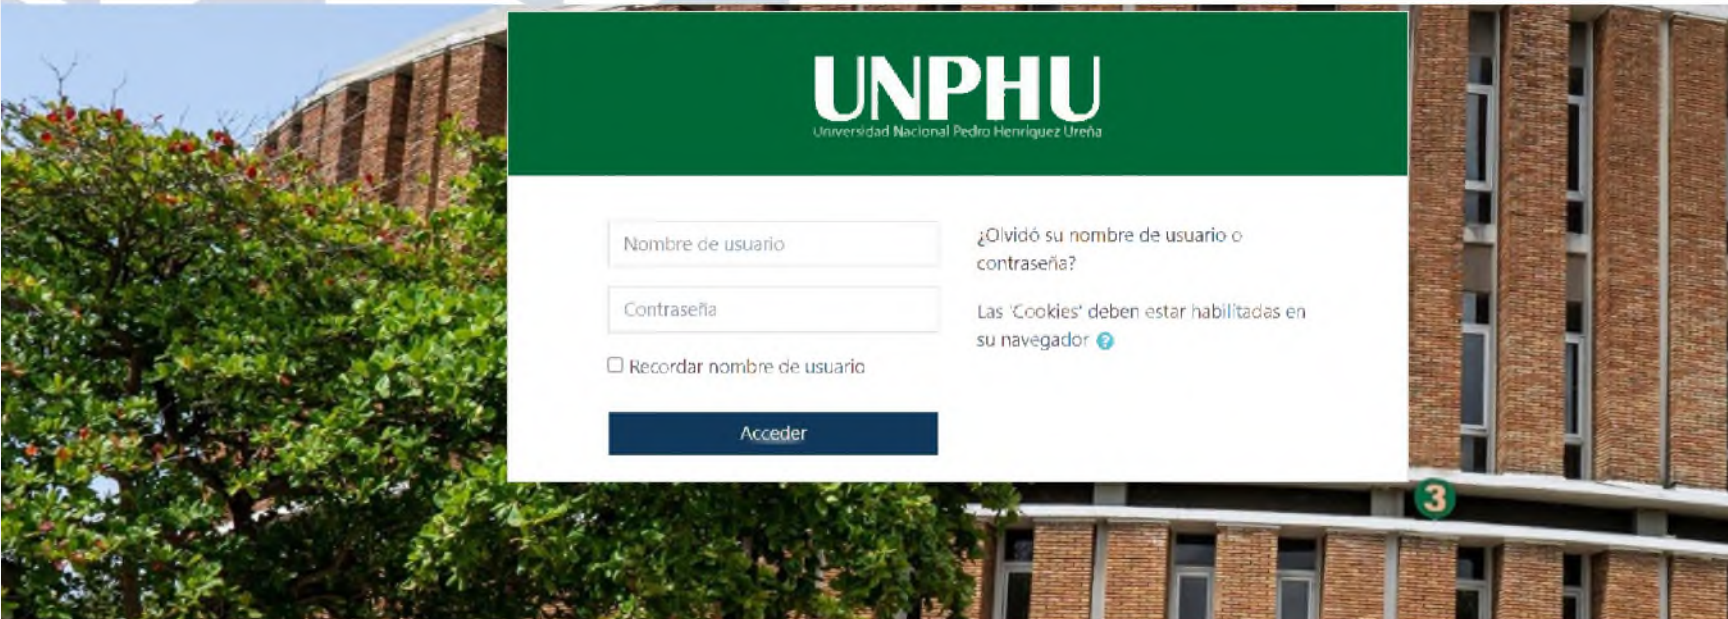 UNPHU
Universidad Nacional Pedro Henríquez Ureña
Nombre de usuario
Contraseña
Recordar nombre de usuario
Acceder
¿Olvidó su nombre de usuario o
contraseña?
Las 'Cookies' deben estar habilitadas en
su navegador ?
3